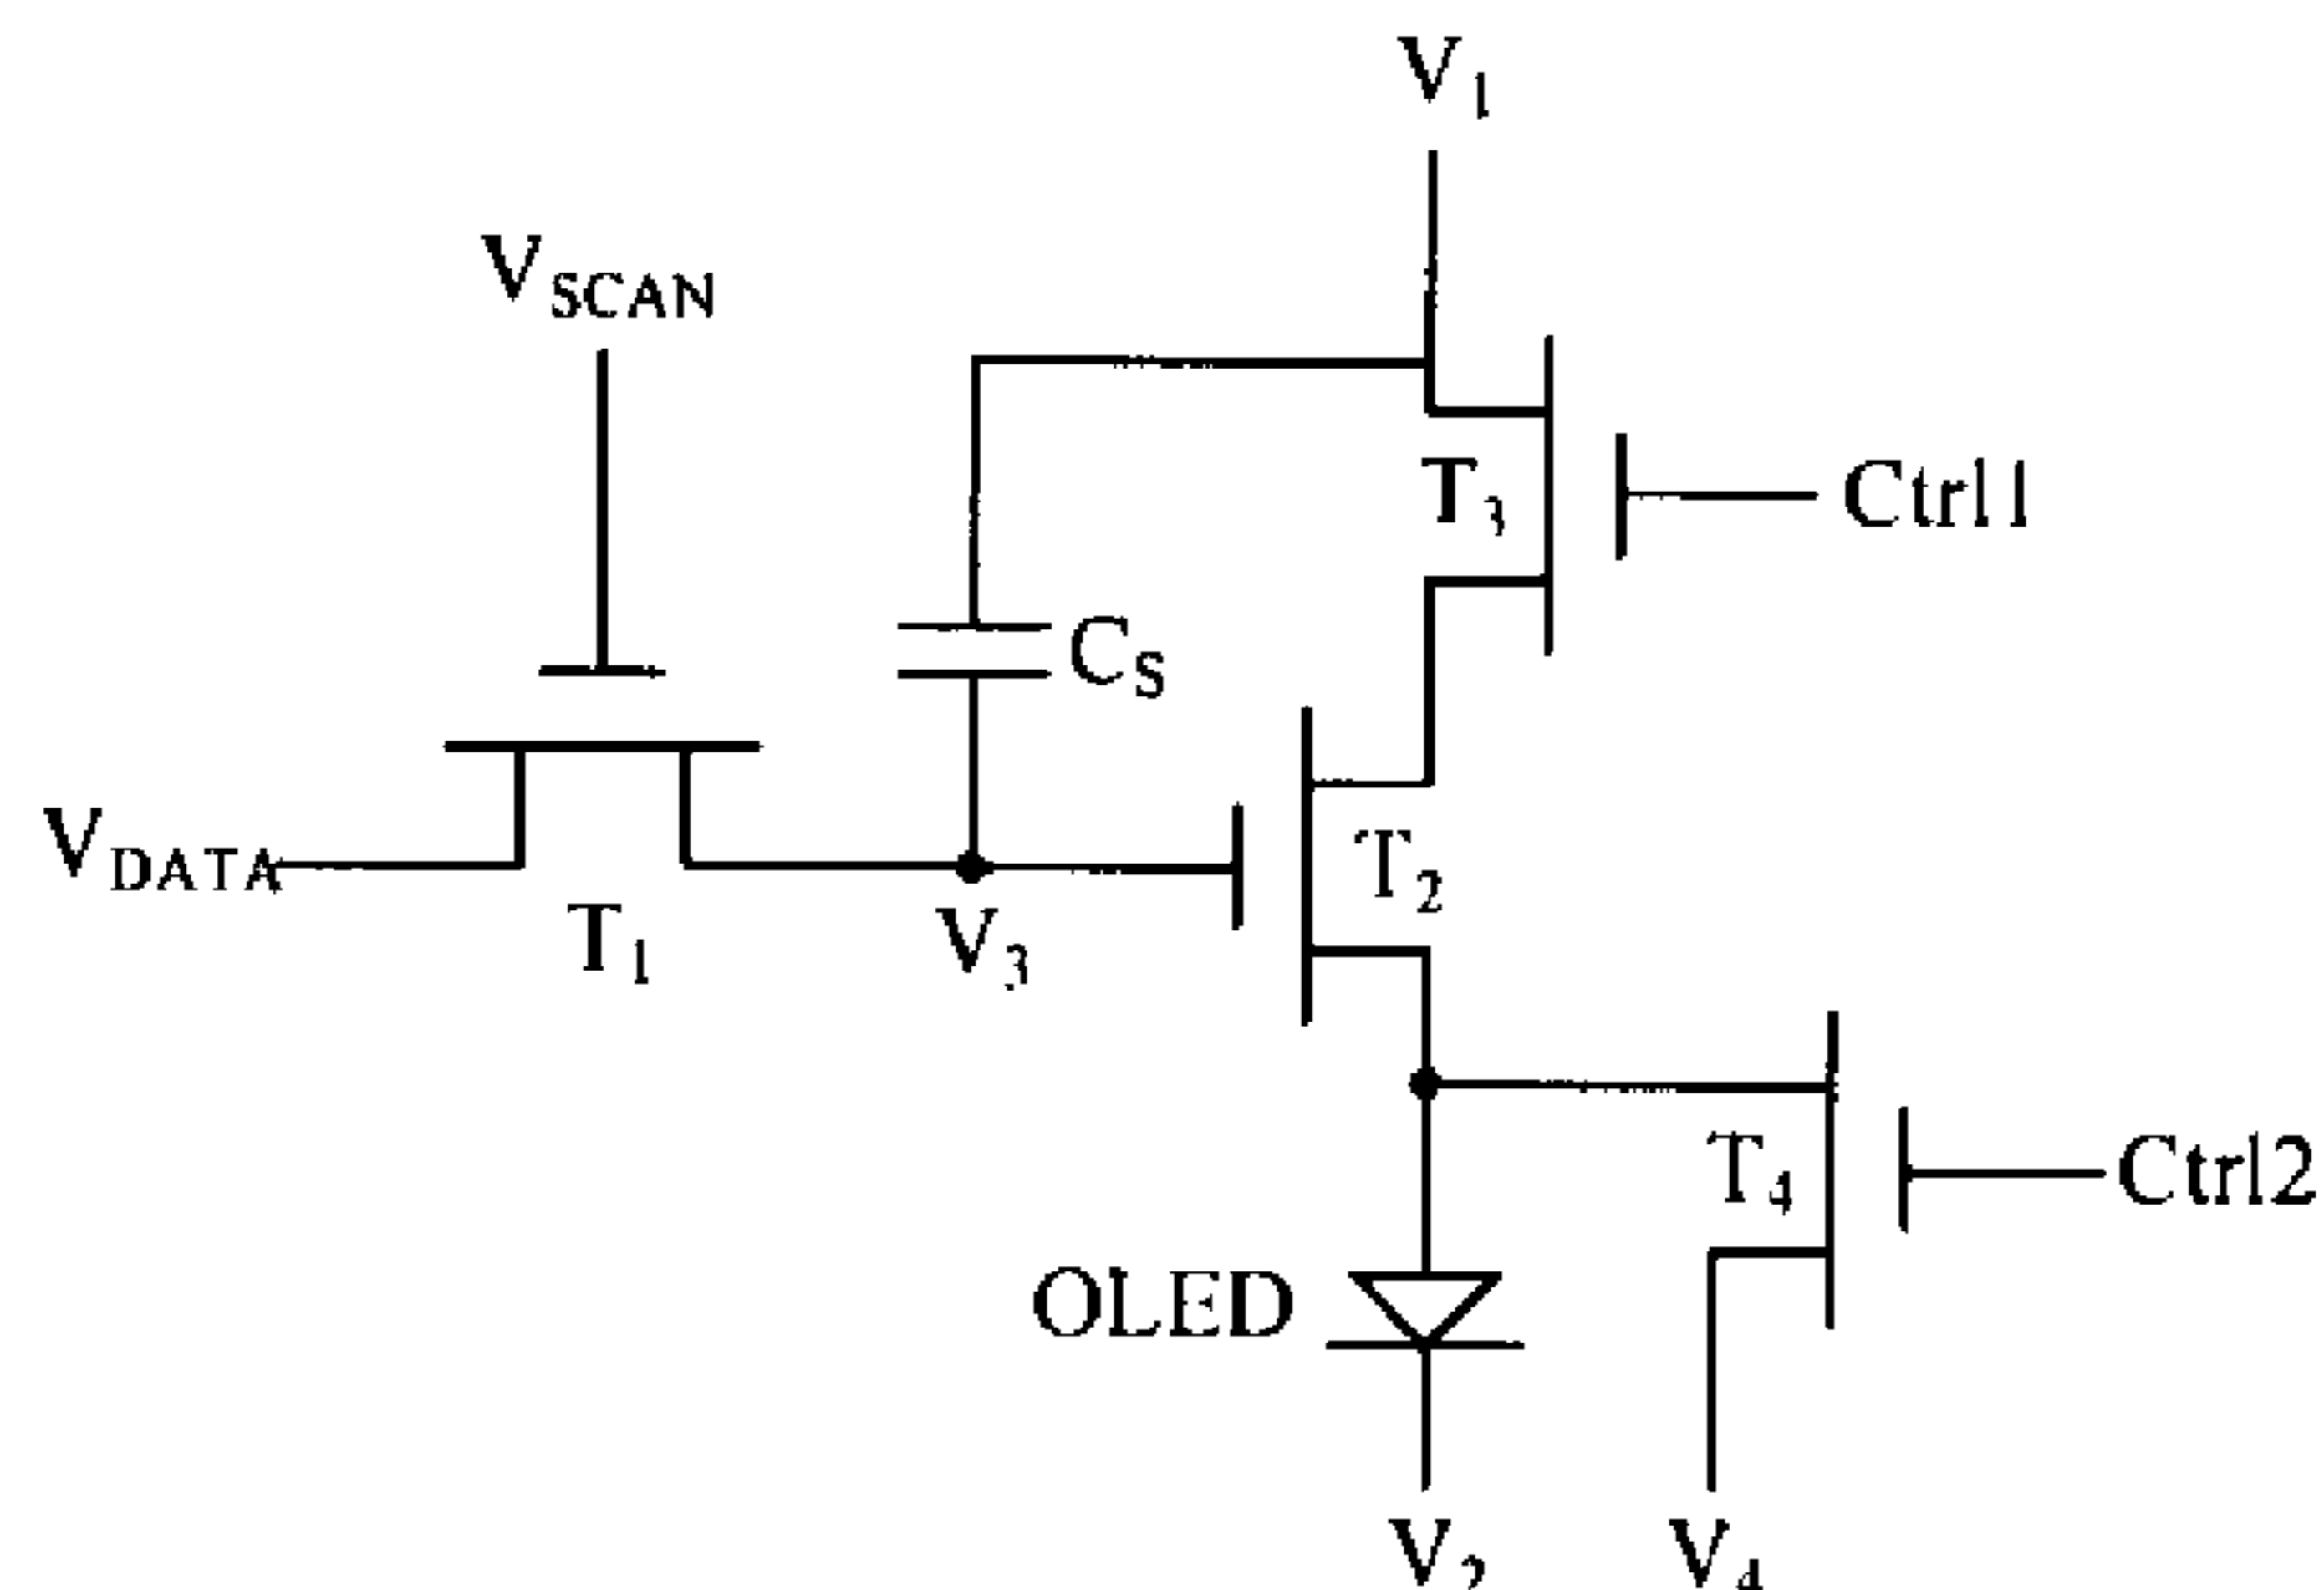 V1
VSCAN
T3
Ctrl1
CS
VDATA
T1
V3
T2
T4
Ctrl2
OLED
V2
V4